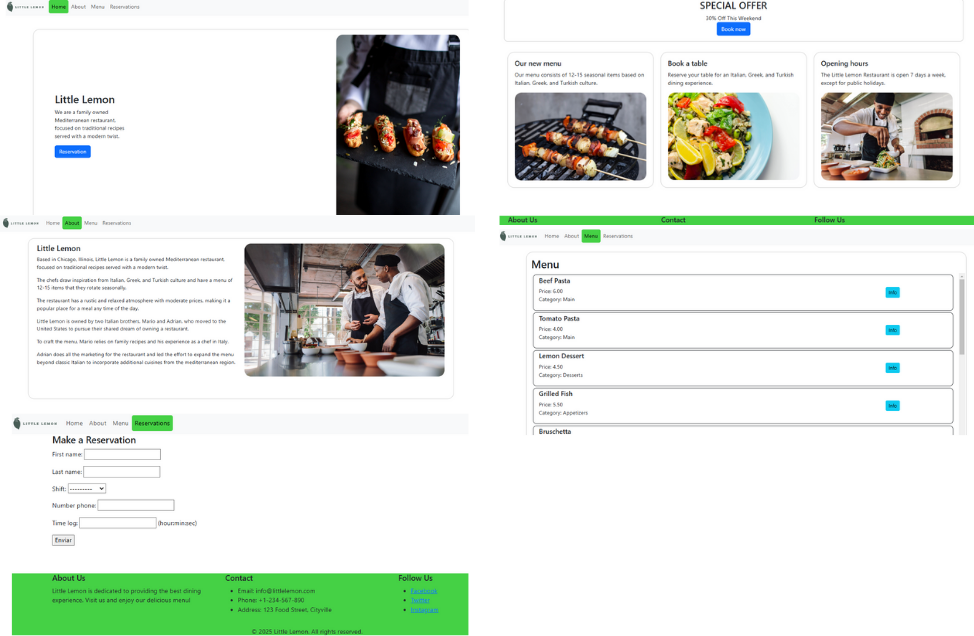 LITTLE LEMON Home About Menu Reservations
Little Lemon
We are a family owned
Mediterranean restaurant,
focused on traditional recipes
served with a modern twist.
Reservation
SPECIAL OFFER
30% Off This Weekend
Book now
Our new menu
Our menu consists of 12-15 seasonal items based on
Italian, Greek, and Turkish culture.
Book a table
Reserve your table for an Italian, Greek, and Turkish
dining experience.
Opening hours
The Little Lemon Restaurant is open 7 days a week,
except for public holidays.
About Us Contact Follow Us
LITTLE LEMON Home About Menu Reservations
Little Lemon
Based in Chicago, Illinois, Little Lemon is a family owned Mediterranean restaurant,
focused on traditional recipes served with a modern twist.
The chefs draw inspiration from Italian, Greek, and Turkish culture and have a menu of
12-15 items that they rotate seasonally.
The restaurant has a rustic and relaxed atmosphere with moderate prices, making it a
popular place for a meal any time of the day.
Little Lemon is owned by two Italian brothers, Mario and Adrian, who moved to the
United States to pursue their shared dream of owning a restaurant.
To craft the menu, Mario relies on family recipes and his experience as a chef in Italy.
Adrian does all the marketing for the restaurant and led the effort to expand the menu
beyond classic Italian to incorporate additional cuisines from the mediterranean region.
LITTLE LEMON Home About Menu Reservations
Menu
Beef Pasta
Price: 6.00
Category: Main
Info
Tomato Pasta
Price: 4.00
Category: Main
Info
Lemon Dessert
Price: 4.50
Category: Desserts
Info
Grilled Fish
Price: 5.50
Category: Appetizers
Info
Bruschetta
LITTLE LEMON Home About Menu Reservations
Make a Reservation
First name:
Last name:
Shift: ---------
Number phone:
Time log: (hour:min:sec)
Enviar
About Us
Little Lemon is dedicated to providing the best dining
experience. Visit us and enjoy our delicious menu!
Contact
Email: info@littlelemon.com
Phone: +1-234-567-890
Address: 123 Food Street, Cityville
Follow Us
Facebook
Twitter
Instagram
© 2025 Little Lemon. All rights reserved.